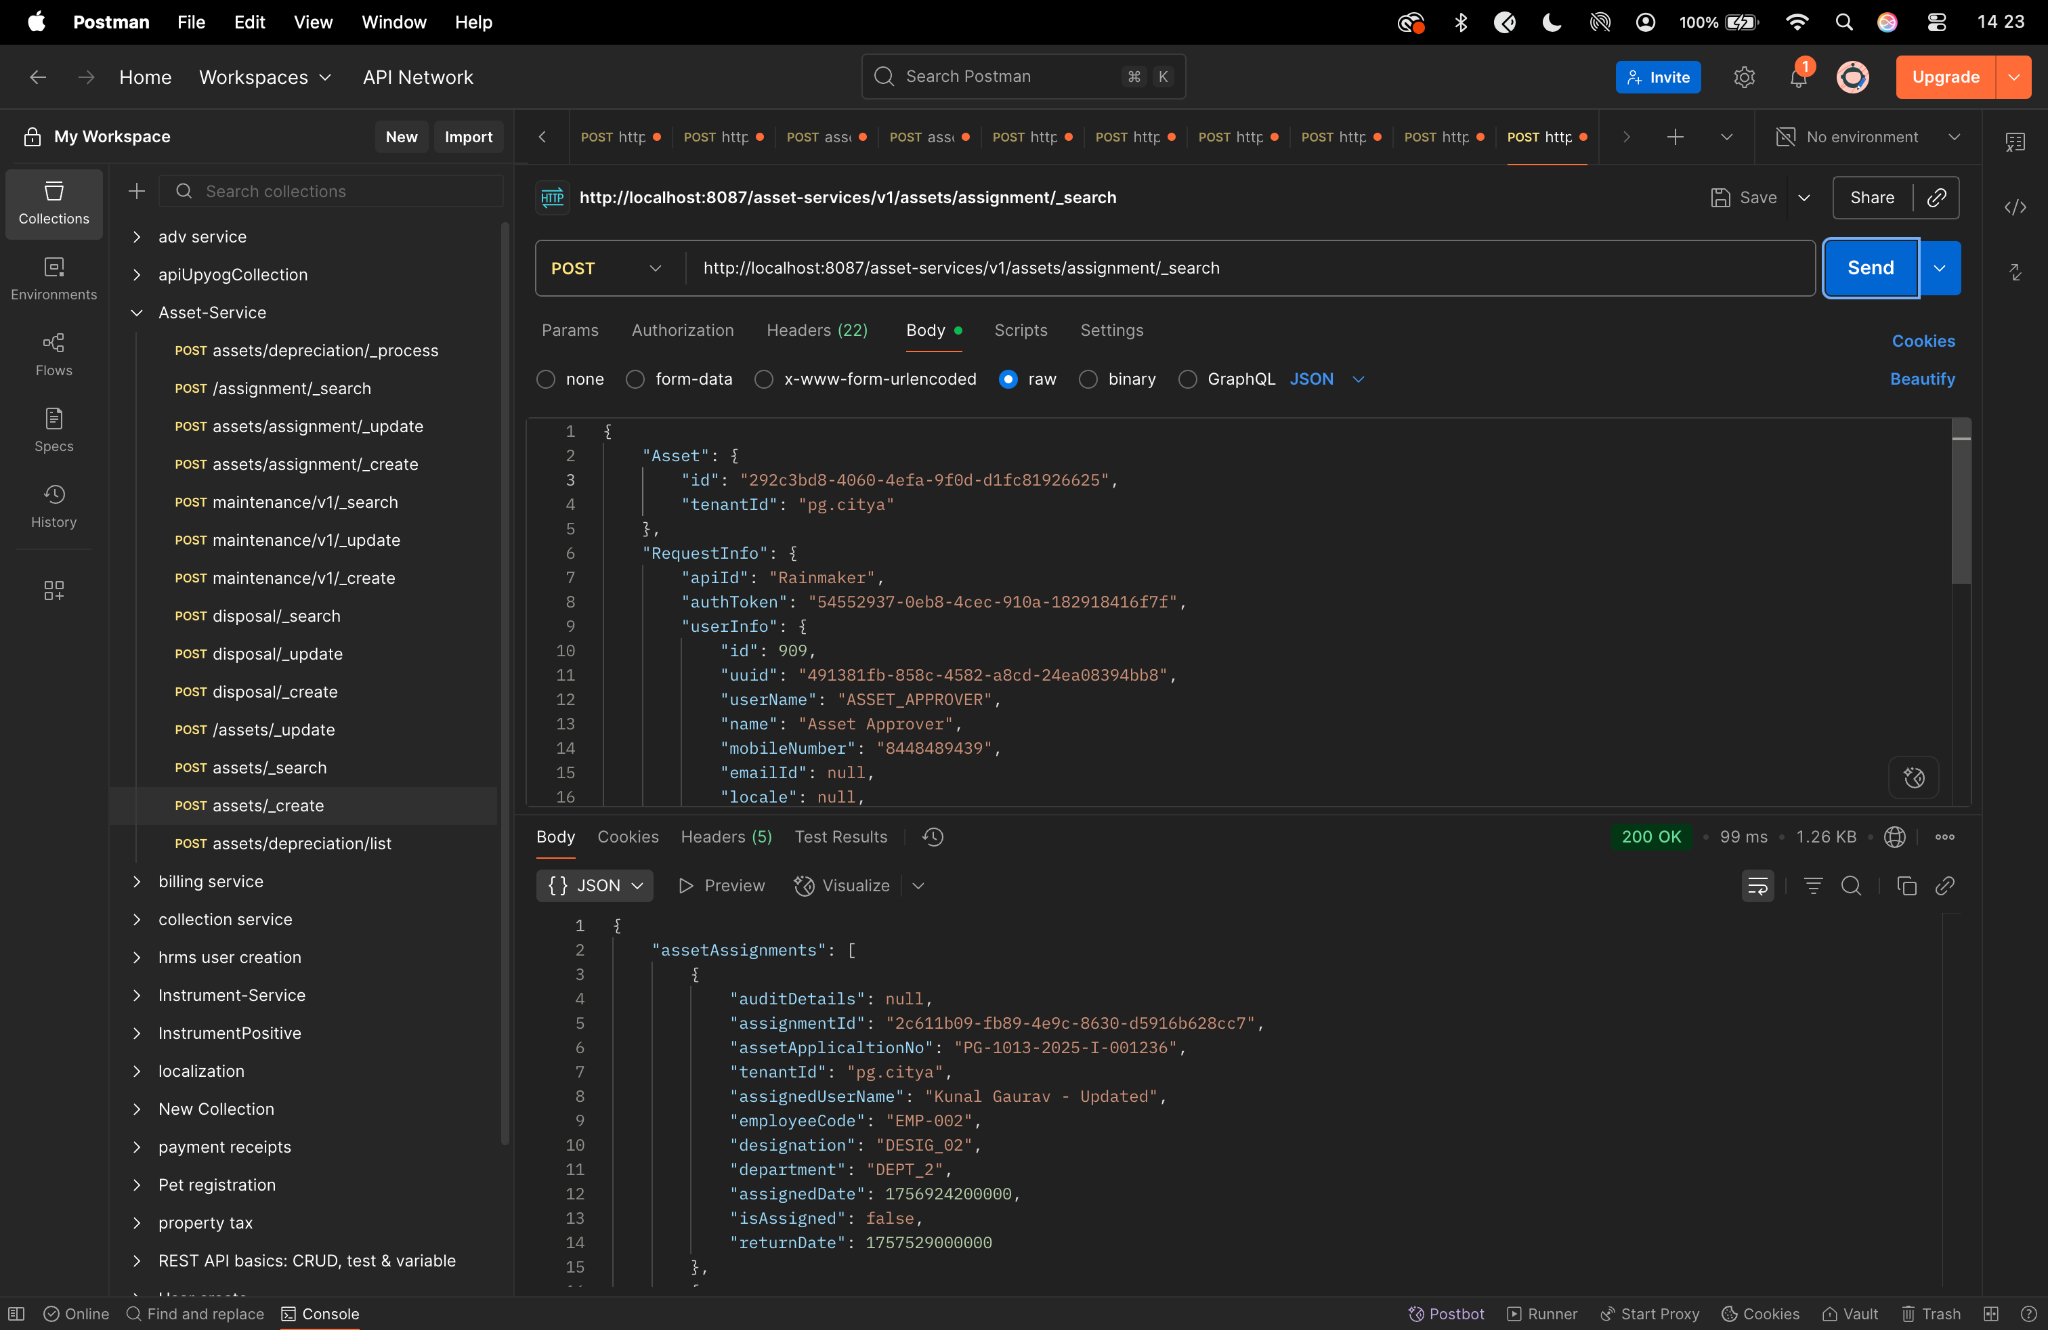 Postman File Edit View Window Help 100% 14 23
Home Workspaces API Network Search Postman ⌘ K Invite 1 Upgrade
My Workspace New Import
POST http POST http POST ass POST ass POST http POST http POST http POST http POST http POST http No environment
Collections
Environments
Flows
Specs
History
Search collections
adv service
apiUpyogCollection
Asset-Service
POST assets/depreciation/_process
POST /assignment/_search
POST assets/assignment/_update
POST assets/assignment/_create
POST maintenance/v1/_search
POST maintenance/v1/_update
POST maintenance/v1/_create
POST disposal/_search
POST disposal/_update
POST disposal/_create
POST /assets/_update
POST assets/_search
POST assets/_create
POST assets/depreciation/list
billing service
collection service
hrms user creation
Instrument-Service
InstrumentPositive
localization
New Collection
payment receipts
Pet registration
property tax
REST API basics: CRUD, test & variable
HTTP http://localhost:8087/asset-services/v1/assets/assignment/_search Save Share
POST http://localhost:8087/asset-services/v1/assets/assignment/_search Send
Params Authorization Headers (22) Body Scripts Settings Cookies
none form-data x-www-form-urlencoded raw binary GraphQL JSON Beautify
1 {
2 "Asset": {
3 "id": "292c3bd8-4060-4efa-9f0d-d1fc81926625",
4 "tenantId": "pg.citya"
5 },
6 "RequestInfo": {
7 "apiId": "Rainmaker",
8 "authToken": "54552937-0eb8-4cec-910a-182918416f7f",
9 "userInfo": {
10 "id": 909,
11 "uuid": "491381fb-858c-4582-a8cd-24ea08394bb8",
12 "userName": "ASSET_APPROVER",
13 "name": "Asset Approver",
14 "mobileNumber": "8448489439",
15 "emailId": null,
16 "locale": null,
Body Cookies Headers (5) Test Results 200 OK 99 ms 1.26 KB
{} JSON Preview Visualize
1 {
2 "assetAssignments": [
3 {
4 "auditDetails": null,
5 "assignmentId": "2c611b09-fb89-4e9c-8630-d5916b628cc7",
6 "assetApplicaltionNo": "PG-1013-2025-I-001236",
7 "tenantId": "pg.citya",
8 "assignedUserName": "Kunal Gaurav - Updated",
9 "employeeCode": "EMP-002",
10 "designation": "DESIG_02",
11 "department": "DEPT_2",
12 "assignedDate": 1756924200000,
13 "isAssigned": false,
14 "returnDate": 1757529000000
15 },
Online Find and replace Console Postbot Runner Start Proxy Cookies Vault Trash